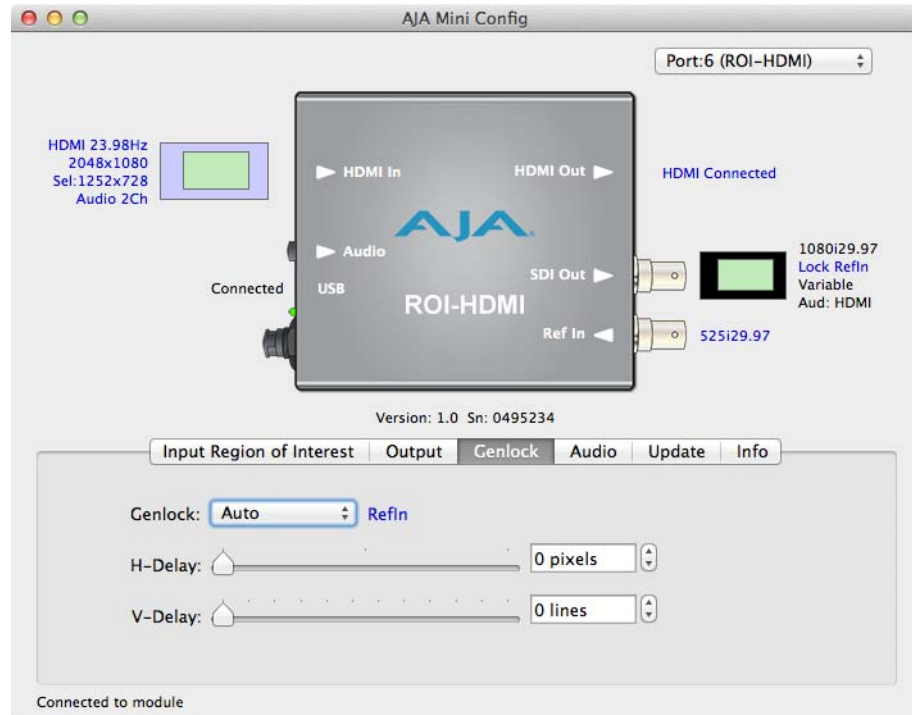 AJA Mini Config
Port:6 (ROI-HDMI)
HDMI 23.98Hz
2048x1080
Sel:1252x728
Audio 2Ch
HDMI In
HDMI Out
HDMI Connected
AJA
Audio
Connected
USB
SDI Out
1080i29.97
Lock RefIn
Variable
Aud: HDMI
ROI-HDMI
Ref In
525i29.97
Version: 1.0 Sn: 0495234
Input Region of Interest Output Genlock Audio Update Info
Genlock: Auto RefIn
H-Delay: 0 pixels
V-Delay: 0 lines
Connected to module